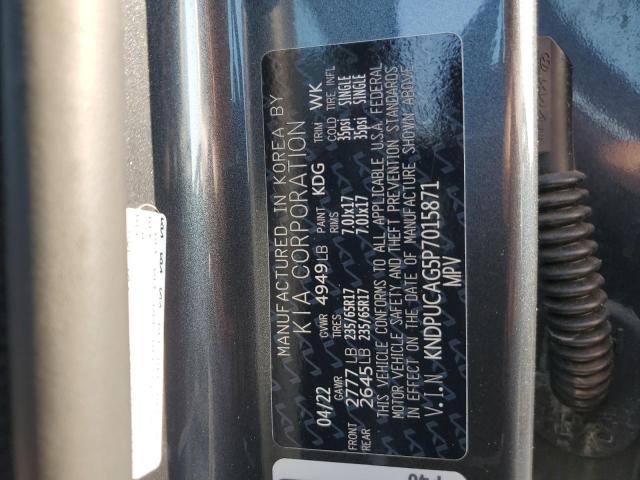 MANUFACTURED IN KOREA BY
KIA CORPORATION
04/22 GVWR 4949LB PAINT KDG TRIM WK
GAWR TIRES RIMS COLD TIRE INFL
FRONT 2777LB 235/65R17 7.0JX17 35psi SINGLE
REAR 2645LB 235/65R17 7.0JX17 35psi SINGLE
THIS VEHICLE CONFORMS TO ALL APPLICABLE U.S.A. FEDERAL
MOTOR VEHICLE SAFETY AND THEFT PREVENTION STANDARDS
IN EFFECT ON THE DATE OF MANUFACTURE SHOWN ABOVE.
V.I.N KNDPUCAG5P7015871
MPV